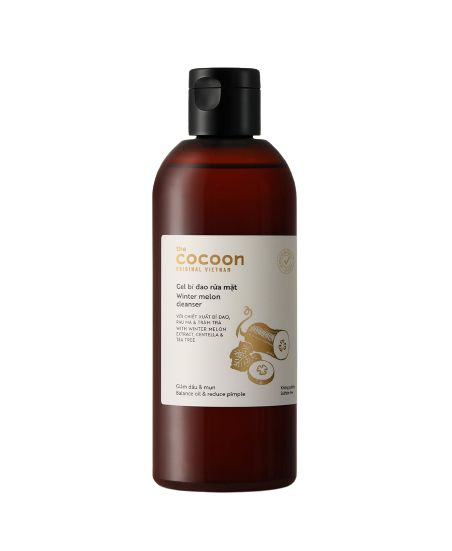 the
cocoon
ORIGINAL VIETNAM
Gel bí đao rửa mặt
Winter melon
cleanser
VỚI CHIẾT XUẤT BÍ ĐAO,
RAU MÁ & TRÀM TRÀ
WITH WINTER MELON
EXTRACT, CENTELLA &
TEA TREE
Giảm dầu & mụn
Balance oil & reduce pimple